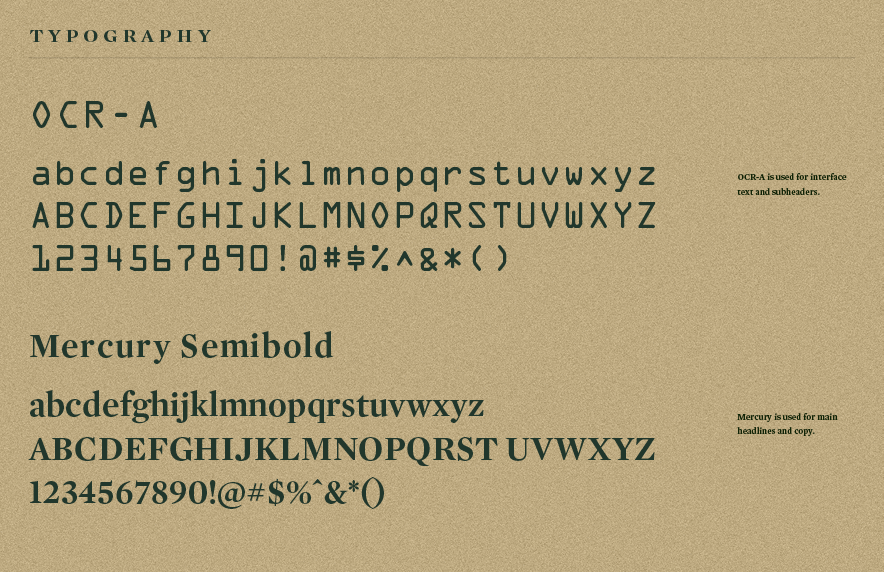 TYPOGRAPHY
OCR-A
abcdefghijklmnopqrstuvwxyz
ABCDEFGHIJKLMNOPQRSTUVWXYZ
1234567890!@#$%^&*()
OCR-A is used for interface
text and subheaders.
Mercury Semibold
abcdefghijklmnopqrstuvwxyz
ABCDEFGHIJKLMNOPQRST UVWXYZ
1234567890!@#$%^&*()
Mercury is used for main
headlines and copy.